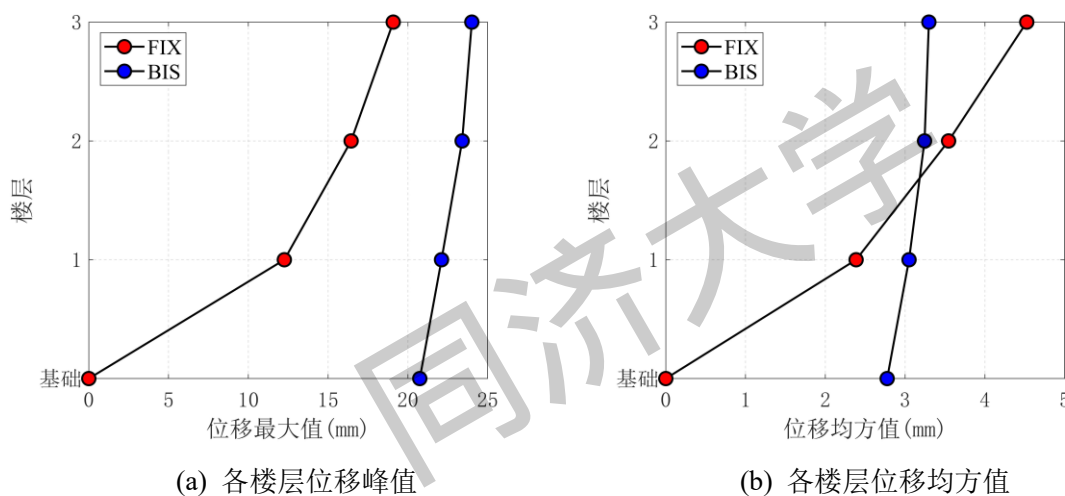 3
2
1
基础
楼层
FIX
BIS
0
5
10
15
20
25
位移最大值(mm)
(a) 各楼层位移峰值
3
2
1
基础
楼层
FIX
BIS
0
1
2
3
4
5
位移均方值(mm)
(b) 各楼层位移均方值
同济大学